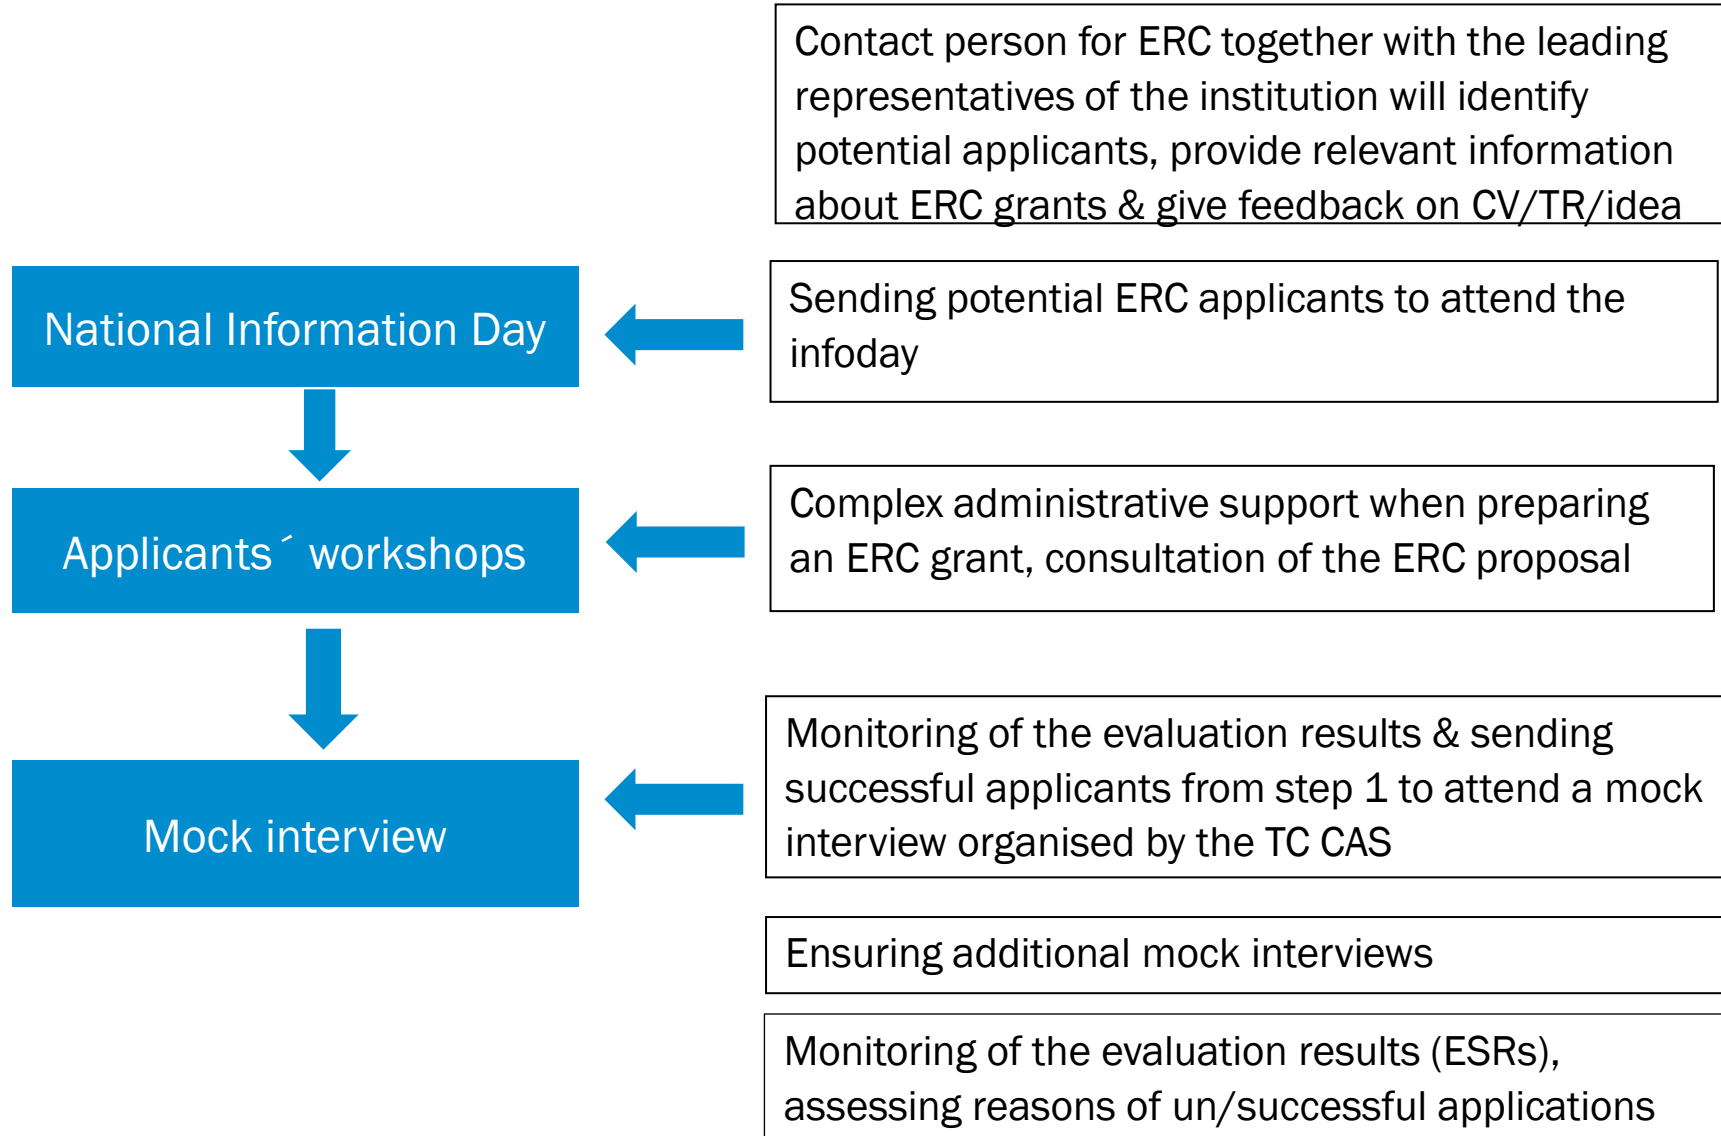 Contact person for ERC together with the leading
representatives of the institution will identify
potential applicants, provide relevant information
about ERC grants & give feedback on CV/TR/idea
National Information Day
Sending potential ERC applicants to attend the
infoday
Applicants´ workshops
Complex administrative support when preparing
an ERC grant, consultation of the ERC proposal
Mock interview
Monitoring of the evaluation results & sending
successful applicants from step 1 to attend a mock
interview organised by the TC CAS
Ensuring additional mock interviews
Monitoring of the evaluation results (ESRs),
assessing reasons of un/successful applications